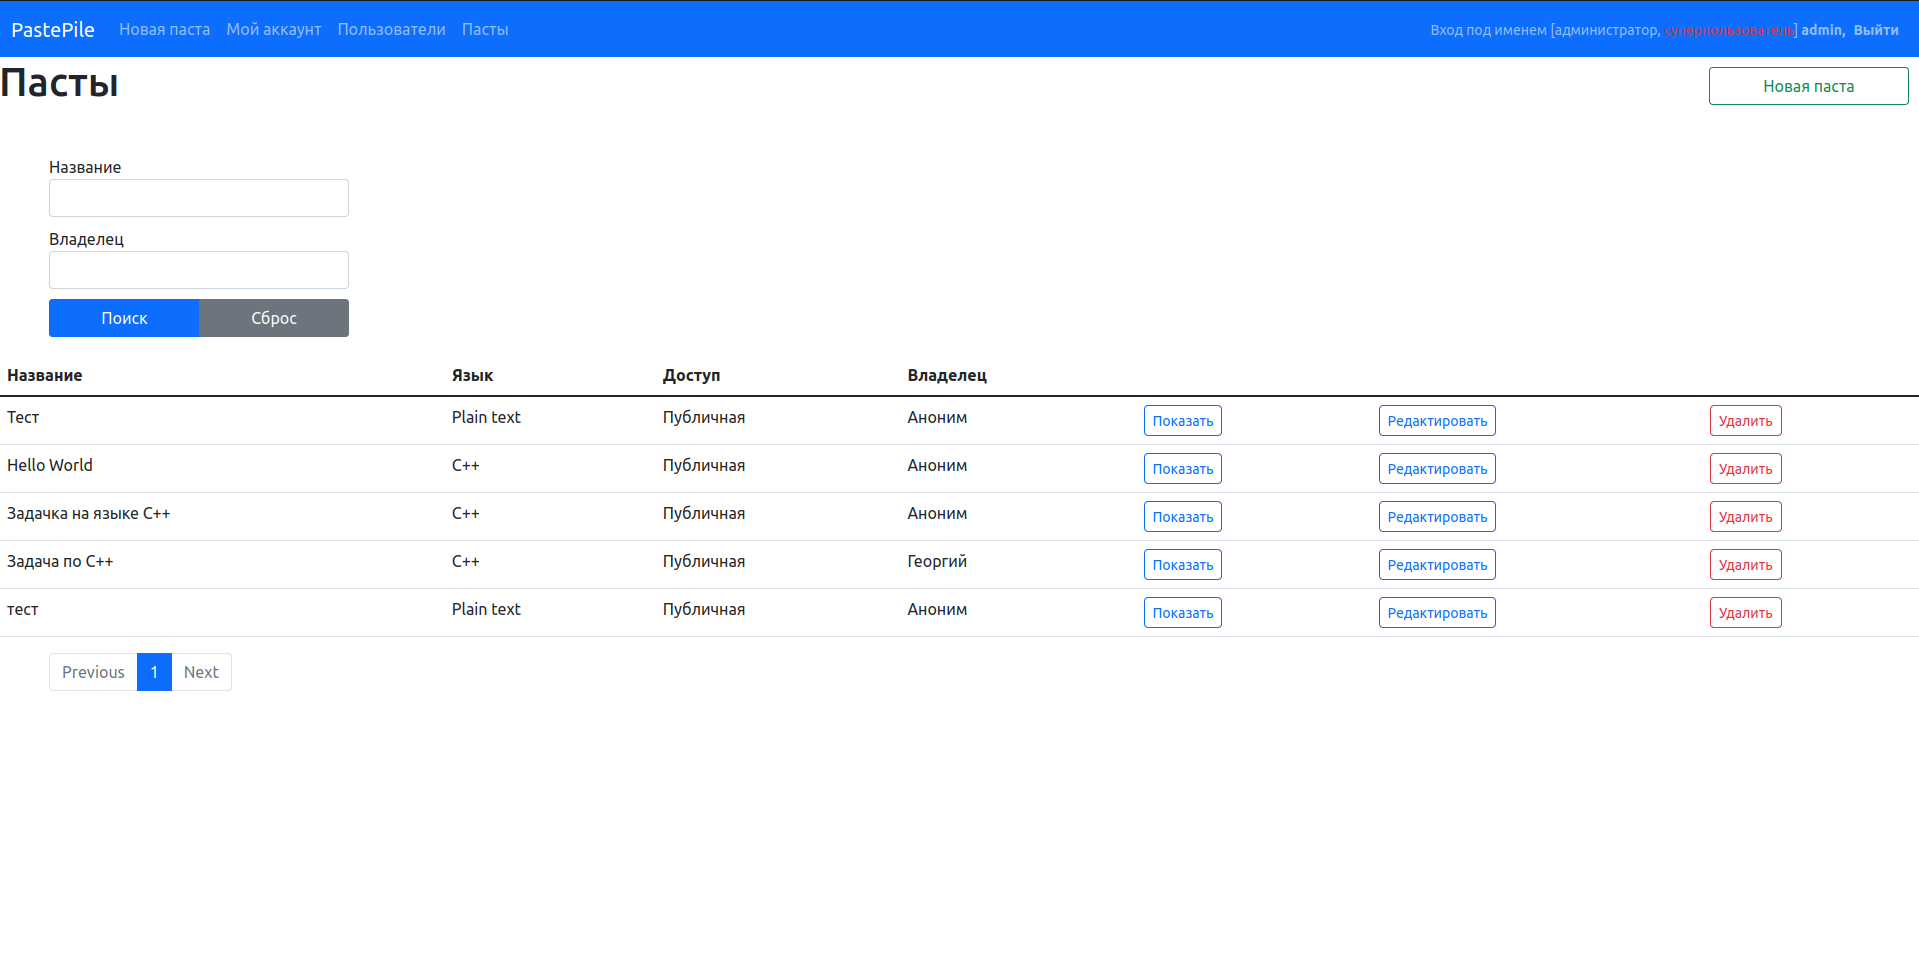 PastePile Новая паста Мой аккаунт Пользователи Пасты Вход под именем [администратор, суперпользователь] admin, Выйти
Пасты Новая паста
Название
Владелец
Поиск Сброс
Название Язык Доступ Владелец
Тест Plain text Публичная Аноним Показать Редактировать Удалить
Hello World C++ Публичная Аноним Показать Редактировать Удалить
Задачка на языке C++ C++ Публичная Аноним Показать Редактировать Удалить
Задача по C++ C++ Публичная Георгий Показать Редактировать Удалить
тест Plain text Публичная Аноним Показать Редактировать Удалить
Previous 1 Next